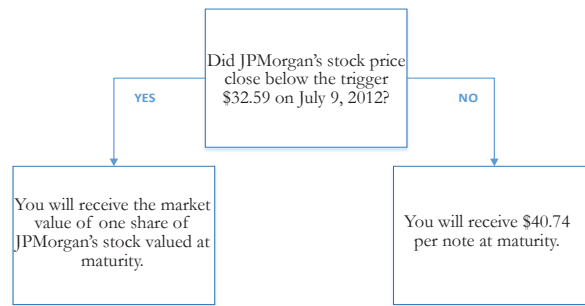 Did JPMorgan's stock price
close below the trigger
$32.59 on July 9, 2012?
YES
NO
You will receive the market
value of one share of
JPMorgan's stock valued at
maturity.
You will receive $40.74
per note at maturity.